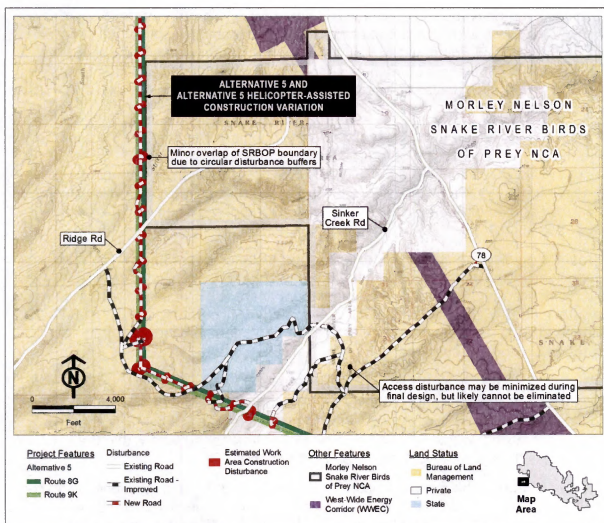 ALTERNATIVE 5 AND
ALTERNATIVE 5 HELICOPTER-ASSISTED
CONSTRUCTION VARIATION
MORLEY NELSON
SNAKE RIVER BIRDS
OF PREY NCA
SNAKE RIVER
Minor overlap of SRBOP boundary
due to circular disturbance buffers
Sinker
Creek Rd
Ridge Rd
78
SNAKE
N
Access disturbance may be minimized during
final design, but likely cannot be eliminated
0 4,000
Feet
Project Features
Alternative 5
Route 8G
Route 9K
Disturbance
Existing Road
Existing Road -
Improved
New Road
Estimated Work
Area Construction
Disturbance
Other Features
Morley Nelson
Snake River Birds
of Prey NCA
West-Wide Energy
Corridor (WWEC)
Land Status
Bureau of Land
Management
Private
State
Map
Area